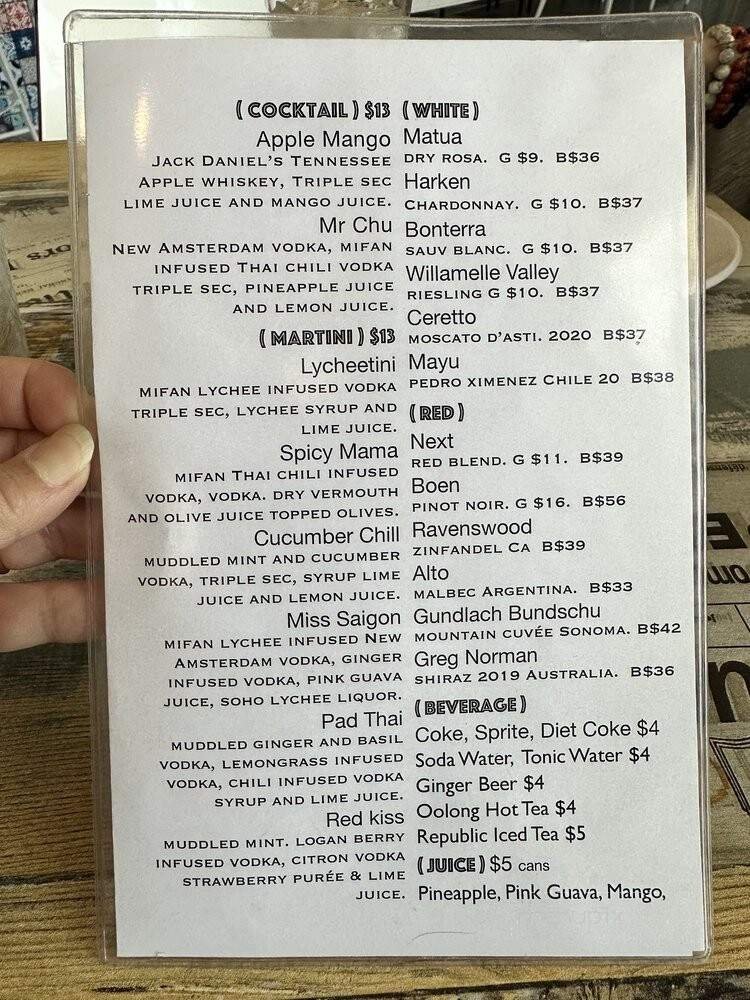 ( COCKTAIL ) $13
Apple Mango
JACK DANIEL'S TENNESSEE
APPLE WHISKEY, TRIPLE SEC
LIME JUICE AND MANGO JUICE.
Mr Chu
NEW AMSTERDAM VODKA, MIFAN
INFUSED THAI CHILI VODKA
TRIPLE SEC, PINEAPPLE JUICE
AND LEMON JUICE.
( MARTINI ) $13
Lycheetini
MIFAN LYCHEE INFUSED VODKA
TRIPLE SEC, LYCHEE SYRUP AND
LIME JUICE.
Spicy Mama
MIFAN THAI CHILI INFUSED
VODKA, VODKA. DRY VERMOUTH
AND OLIVE JUICE TOPPED OLIVES.
Cucumber Chill
MUDDLED MINT AND CUCUMBER
VODKA, TRIPLE SEC, SYRUP LIME
JUICE AND LEMON JUICE.
Miss Saigon
MIFAN LYCHEE INFUSED NEW
AMSTERDAM VODKA, GINGER
INFUSED VODKA, PINK GUAVA
JUICE, SOHO LYCHEE LIQUOR.
Pad Thai
MUDDLED GINGER AND BASIL
VODKA, LEMONGRASS INFUSED
VODKA, CHILI INFUSED VODKA
SYRUP AND LIME JUICE.
Red kiss
MUDDLED MINT. LOGAN BERRY
INFUSED VODKA, CITRON VODKA
STRAWBERRY PURÉE & LIME
JUICE.
( WHITE )
Matua
DRY ROSA. G $9. B$36
Harken
CHARDONNAY. G $10. B$37
Bonterra
SAUV BLANC. G $10. B$37
Willamelle Valley
RIESLING G $10. B$37
Ceretto
MOSCATO D'ASTI. 2020 B$37
Mayu
PEDRO XIMENEZ CHILE 20 B$38
( RED )
Next
RED BLEND. G $11. B$39
Boen
PINOT NOIR. G $16. B$56
Ravenswood
ZINFANDEL CA B$39
Alto
MALBEC ARGENTINA. B$33
Gundlach Bundschu
MOUNTAIN CUVÉE SONOMA. B$42
Greg Norman
SHIRAZ 2019 AUSTRALIA. B$36
( BEVERAGE )
Coke, Sprite, Diet Coke $4
Soda Water, Tonic Water $4
Ginger Beer $4
Oolong Hot Tea $4
Republic Iced Tea $5
( JUICE ) $5 cans
Pineapple, Pink Guava, Mango,